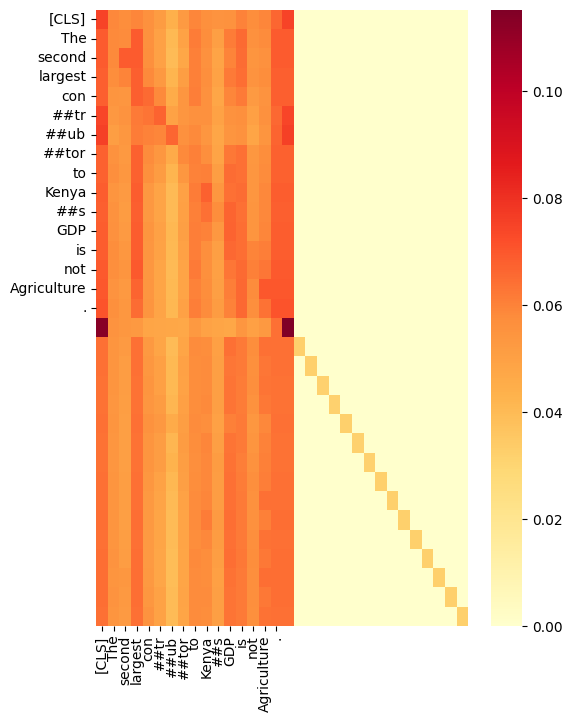 [CLS]
The
second
largest
con
##tr
##ub
##tor
to
Kenya
##s
GDP
is
not
Agriculture
.
0.10
0.08
0.06
0.04
0.02
0.00
[CLS]
The
second
largest
con
##tr
##ub
##tor
to
Kenya
##s
GDP
is
not
Agriculture
.